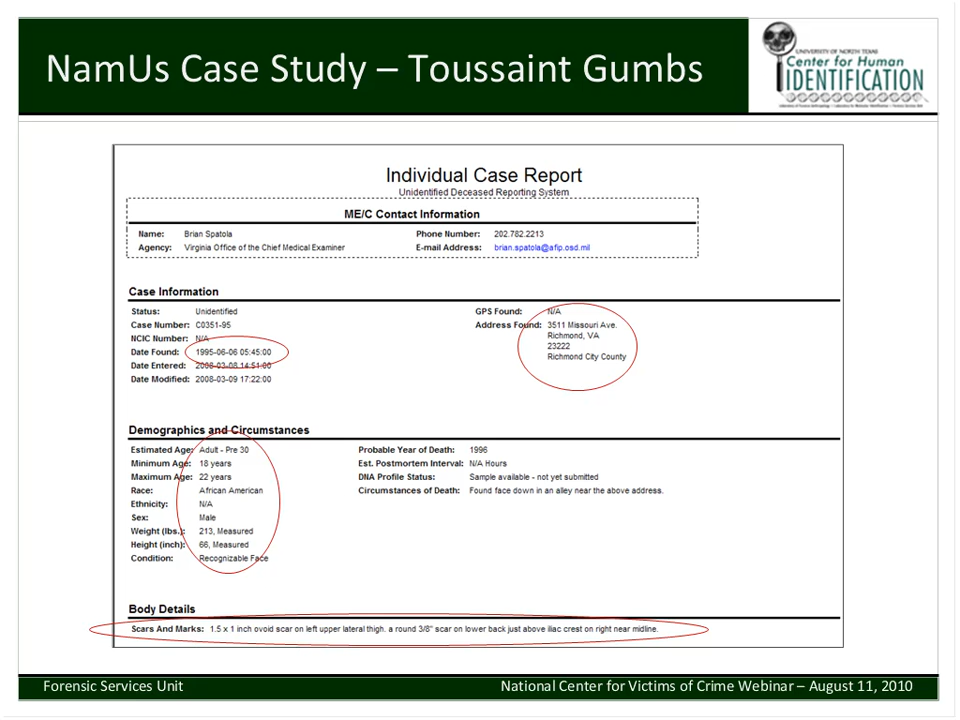 NamUs Case Study – Toussaint Gumbs
UNIVERSITY OF NORTH TEXAS
Center for Human
IDENTIFICATION
Individual Case Report
Unidentified Deceased Reporting System
ME/C Contact Information
Name: Brian Spatola Phone Number: 202.782.2213
Agency: Virginia Office of the Chief Medical Examiner E-mail Address: brian.spatola@afip.osd.mil
Case Information
Status: Unidentified GPS Found: N/A
Case Number: C0351-95 Address Found: 3511 Missouri Ave.
Richmond, VA
NCIC Number: N/A
23222
Date Found: 1995-06-06 05:45:00
Richmond City County
Date Entered: 2008-03-08 14:51:00
Date Modified: 2008-03-09 17:22:00
Demographics and Circumstances
Estimated Age: Adult - Pre 30 Probable Year of Death: 1996
Minimum Age: 18 years Est. Postmortem Interval: N/A Hours
Maximum Age: 22 years DNA Profile Status: Sample available - not yet submitted
Race: African American Circumstances of Death: Found face down in an alley near the above address.
Ethnicity: N/A
Sex: Male
Weight (lbs.): 213, Measured
Height (inch): 66, Measured
Condition: Recognizable Face
Body Details
Scars And Marks: 1.5 x 1 inch ovoid scar on left upper lateral thigh. a round 3/8" scar on lower back just above iliac crest on right near midline.
Forensic Services Unit National Center for Victims of Crime Webinar – August 11, 2010